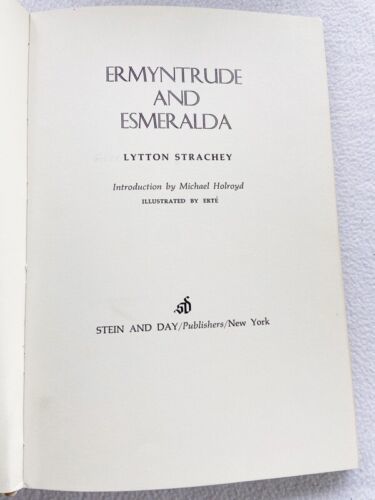 ERMYNTRUDE
AND
ESMERALDA
LYTTON STRACHEY
Introduction by Michael Holroyd
ILLUSTRATED BY ERTÉ
sd
STEIN AND DAY/Publishers/New York